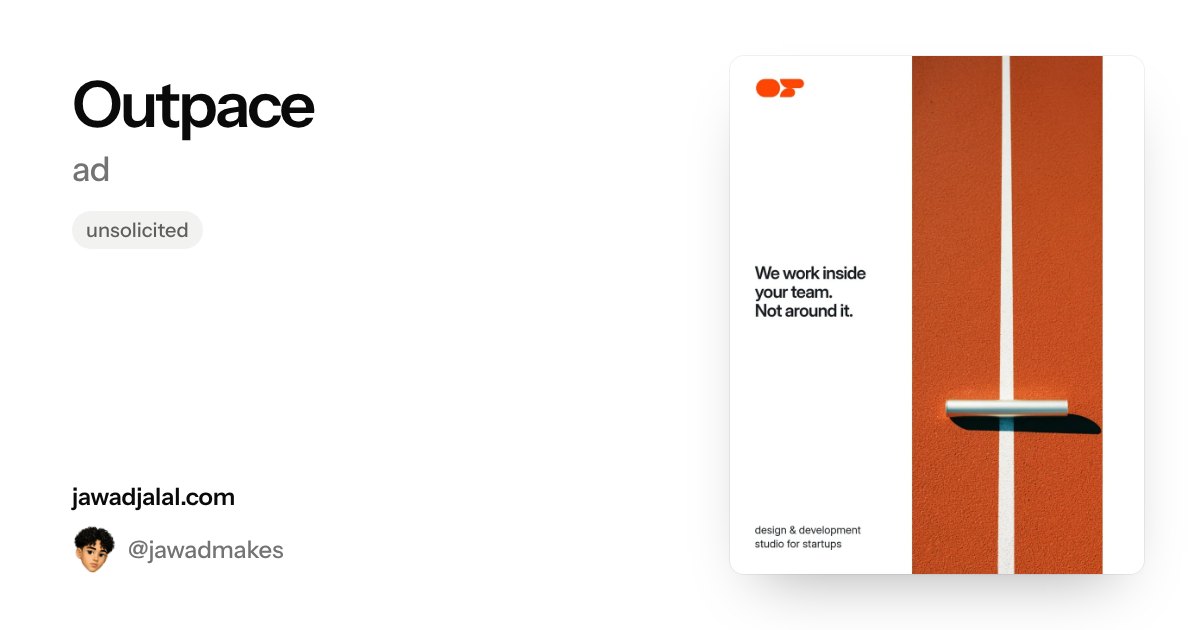 Outpace
ad
unsolicited
We work inside
your team.
Not around it.
design & development
studio for startups
jawadjalal.com
@jawadmakes